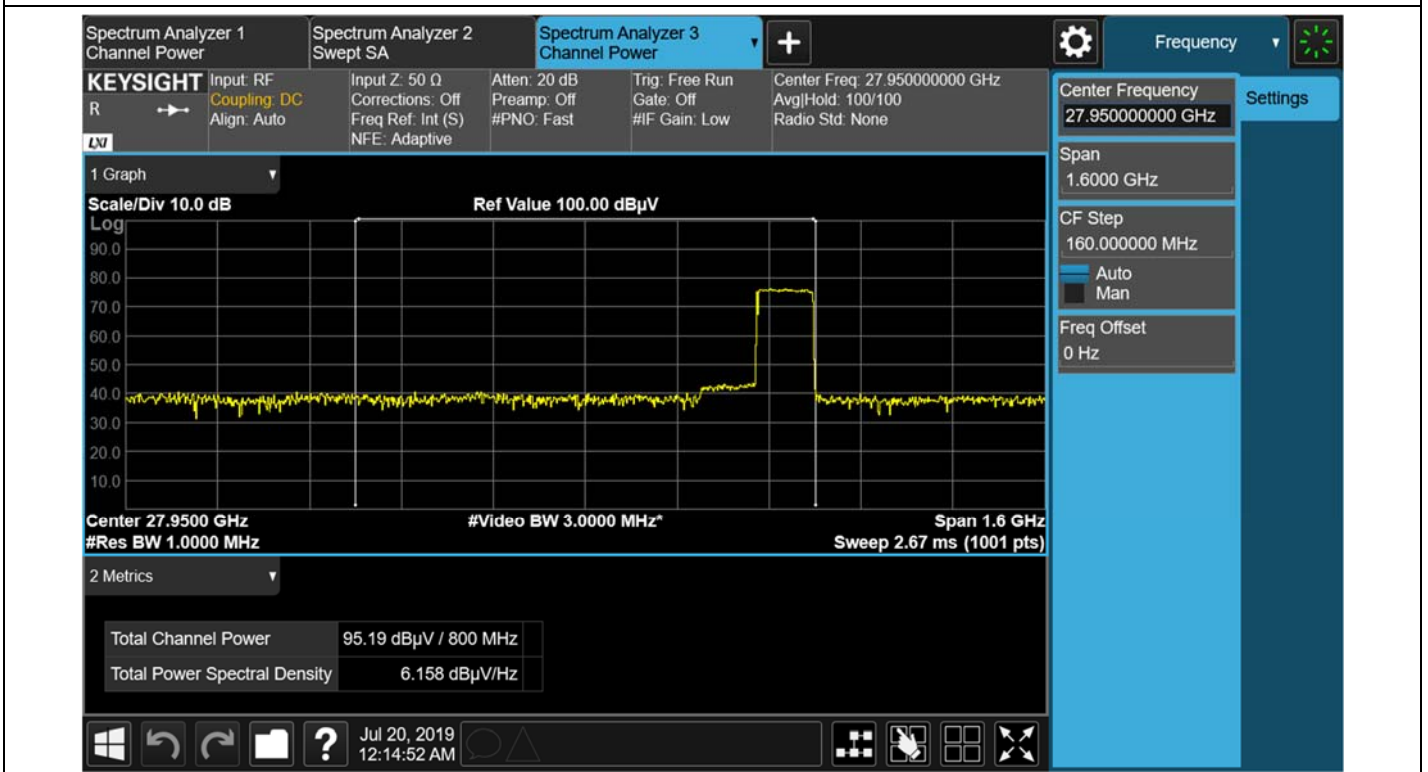 Spectrum Analyzer 1
Channel Power
Spectrum Analyzer 2
Swept SA
Spectrum Analyzer 3
Channel Power
Frequency
KEYSIGHT
R
LXI
Input: RF
Coupling: DC
Align: Auto
Input Z: 50 Ω
Corrections: Off
Freq Ref: Int (S)
NFE: Adaptive
Atten: 20 dB
Preamp: Off
#PNO: Fast
Trig: Free Run
Gate: Off
#IF Gain: Low
Center Freq: 27.950000000 GHz
Avg|Hold: 100/100
Radio Std: None
Center Frequency
27.950000000 GHz
Settings
Span
1.6000 GHz
CF Step
160.000000 MHz
Auto
Man
Freq Offset
0 Hz
1 Graph
Scale/Div 10.0 dB
Ref Value 100.00 dBµV
Log
90.0
80.0
70.0
60.0
50.0
40.0
30.0
20.0
10.0
Center 27.9500 GHz
#Video BW 3.0000 MHz*
Span 1.6 GHz
#Res BW 1.0000 MHz
Sweep 2.67 ms (1001 pts)
2 Metrics
Total Channel Power 95.19 dBµV / 800 MHz
Total Power Spectral Density 6.158 dBµV/Hz
?
Jul 20, 2019
12:14:52 AM